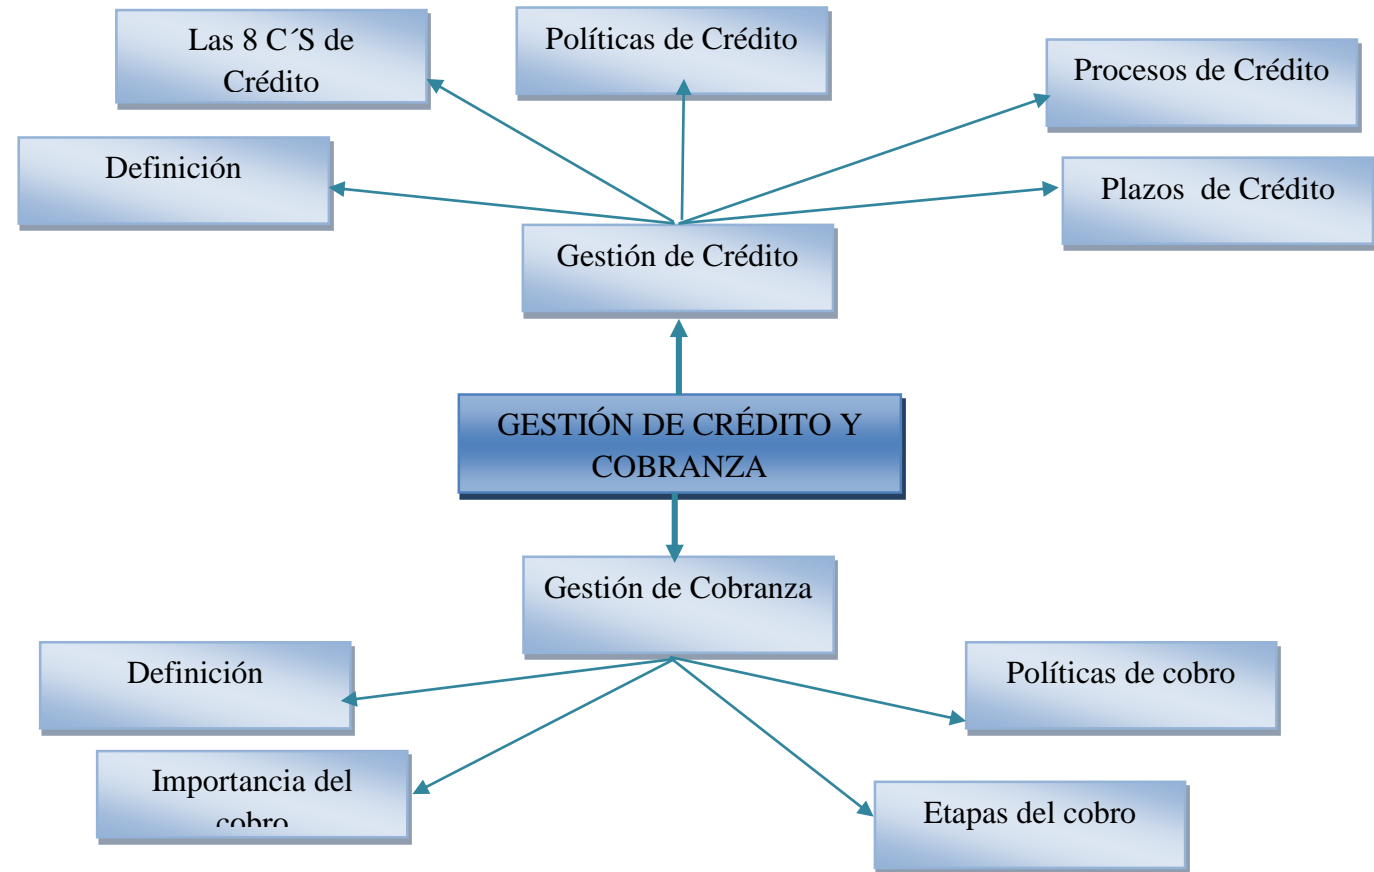 Las 8 C´S de
Crédito
Políticas de Crédito
Procesos de Crédito
Definición
Plazos de Crédito
Gestión de Crédito
GESTIÓN DE CRÉDITO Y
COBRANZA
Gestión de Cobranza
Definición
Políticas de cobro
Importancia del
cobro
Etapas del cobro